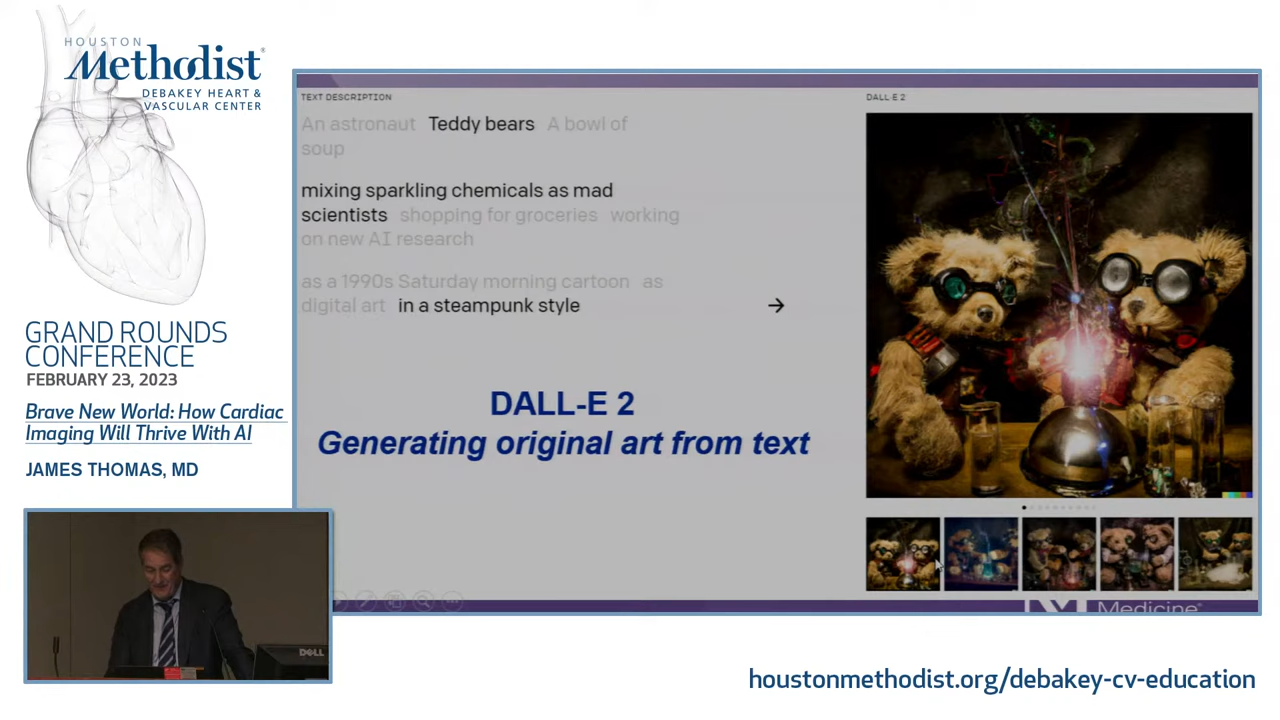 HOUSTON
Methodist®
DEBAKEY HEART &
VASCULAR CENTER
GRAND ROUNDS
CONFERENCE
FEBRUARY 23, 2023
Brave New World: How Cardiac
Imaging Will Thrive With AI
JAMES THOMAS, MD
TEXT DESCRIPTION
An astronaut Teddy bears A bowl of
soup
mixing sparkling chemicals as mad
scientists shopping for groceries working
on new AI research
as a 1990s Saturday morning cartoon as
digital art in a steampunk style
DALL-E 2
Generating original art from text
DALL·E 2
Medicine®
DELL
houstonmethodist.org/debakey-cv-education